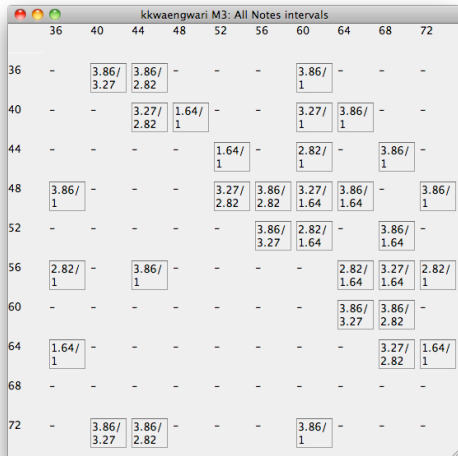 kkwaengwari M3: All Notes intervals
36 40 44 48 52 56 60 64 68 72
36 – 3.86/ 3.86/ – – – 3.86/ – – –
3.27 2.82 1
40 – – 3.27/ 1.64/ – – 3.27/ 3.86/ – –
2.82 1 1 1
44 – – – – 1.64/ – 2.82/ – 3.86/ –
1 1 1
48 3.86/ – – – 3.27/ 3.86/ 3.27/ 3.86/ – 3.86/
1 2.82 2.82 1.64 1.64 1
52 – – – – – 3.86/ 2.82/ – 3.86/ –
3.27 1.64 1.64
56 2.82/ – 3.86/ – – – – 2.82/ 3.27/ 2.82/
1 1 1.64 1.64 1
60 – – – – – – – 3.86/ 3.86/ –
3.27 2.82
64 1.64/ – – – – – – – 3.27/ 1.64/
1 2.82 1
68 – – – – – – – – – –
72 – 3.86/ 3.86/ – – – 3.86/ – – –
3.27 2.82 1